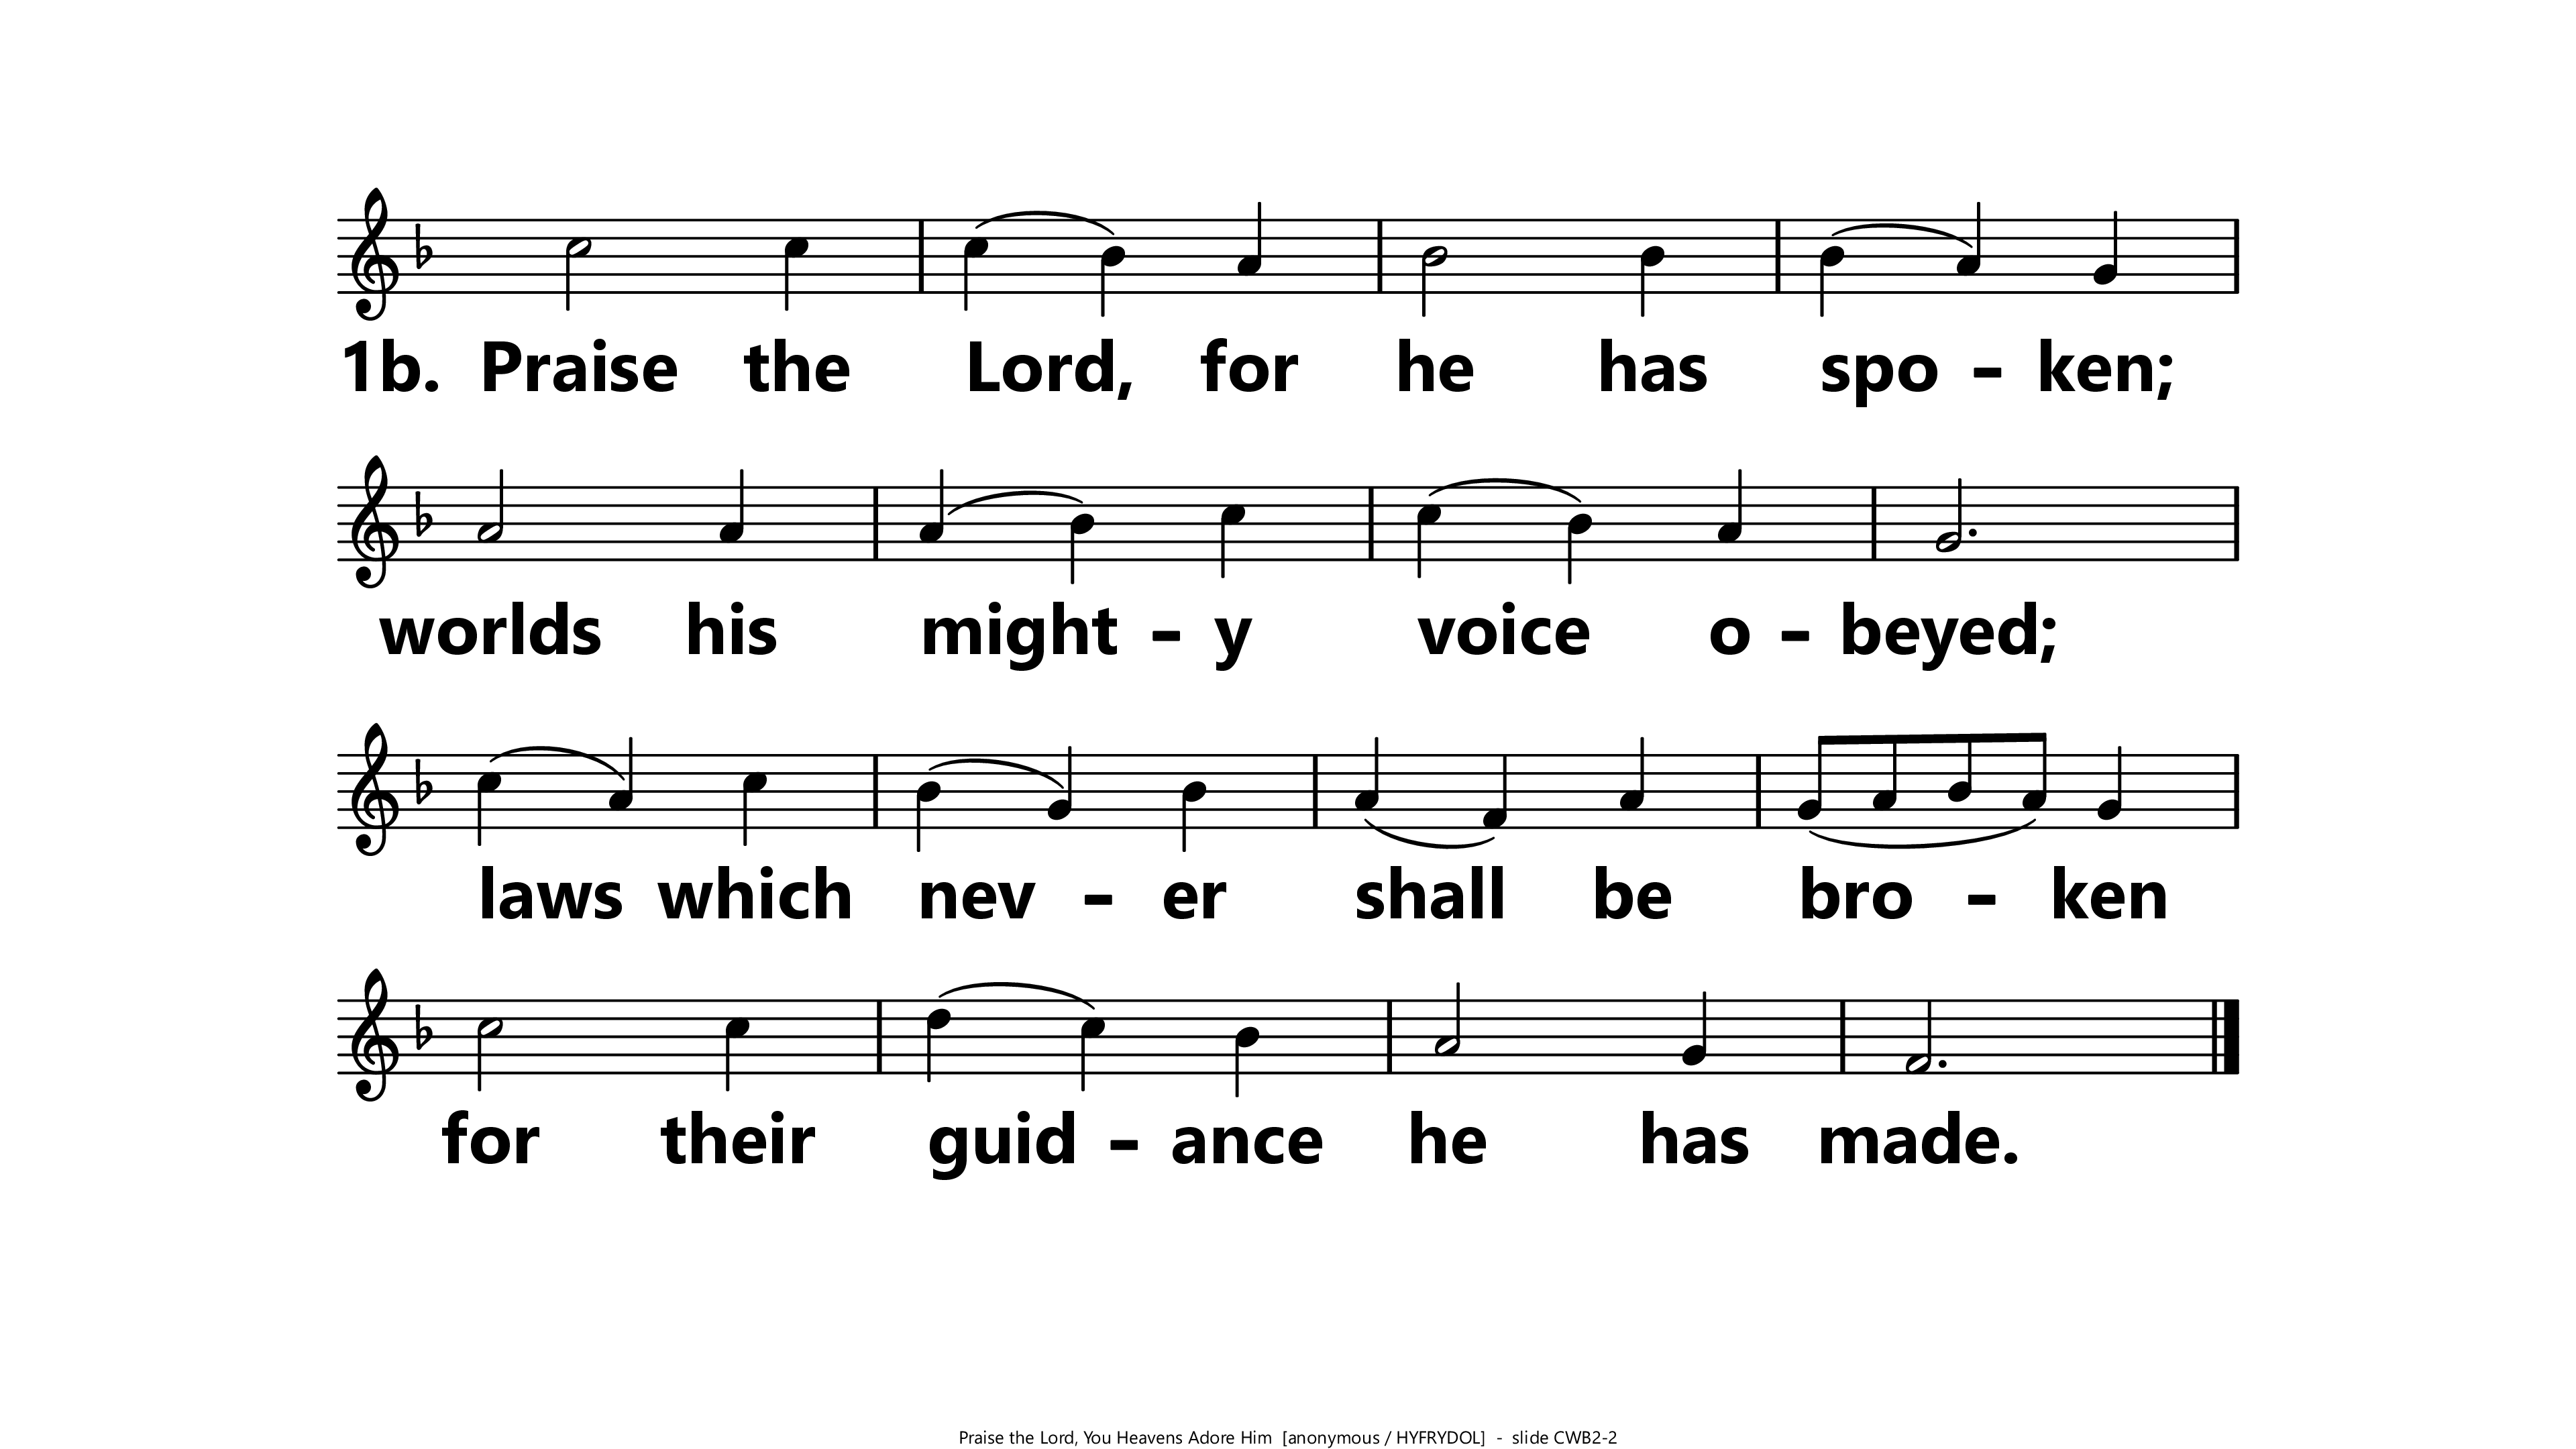 1b. Praise the Lord, for he has spo - ken;
worlds his might - y voice o - beyed;
laws which nev - er shall be bro - ken
for their guid - ance he has made.
Praise the Lord, You Heavens Adore Him [anonymous / HYFRYDOL] - slide CWB2-2